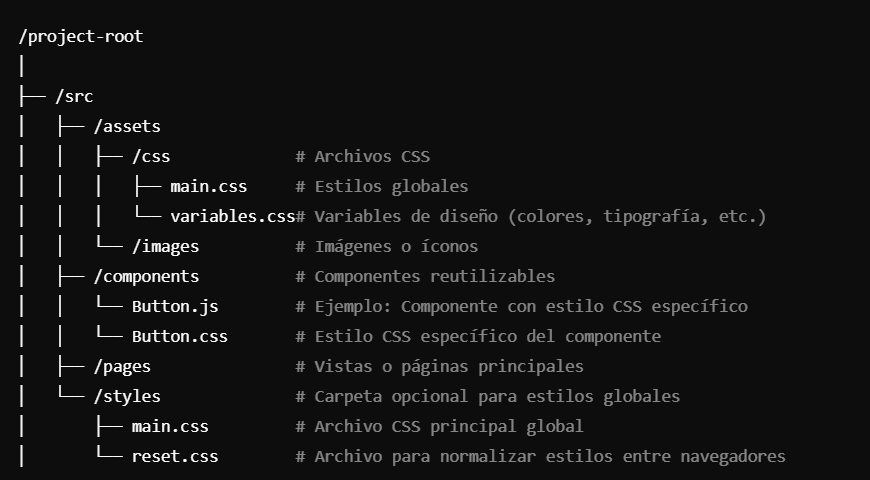 /project-root
│
├── /src
│   ├── /assets
│   │   ├── /css             # Archivos CSS
│   │   │   ├── main.css     # Estilos globales
│   │   │   └── variables.css# Variables de diseño (colores, tipografía, etc.)
│   │   └── /images          # Imágenes o íconos
│   ├── /components          # Componentes reutilizables
│   │   └── Button.js        # Ejemplo: Componente con estilo CSS específico
│   │   └── Button.css       # Estilo CSS específico del componente
│   ├── /pages               # Vistas o páginas principales
│   └── /styles              # Carpeta opcional para estilos globales
│       ├── main.css         # Archivo CSS principal global
│       └── reset.css        # Archivo para normalizar estilos entre navegadores